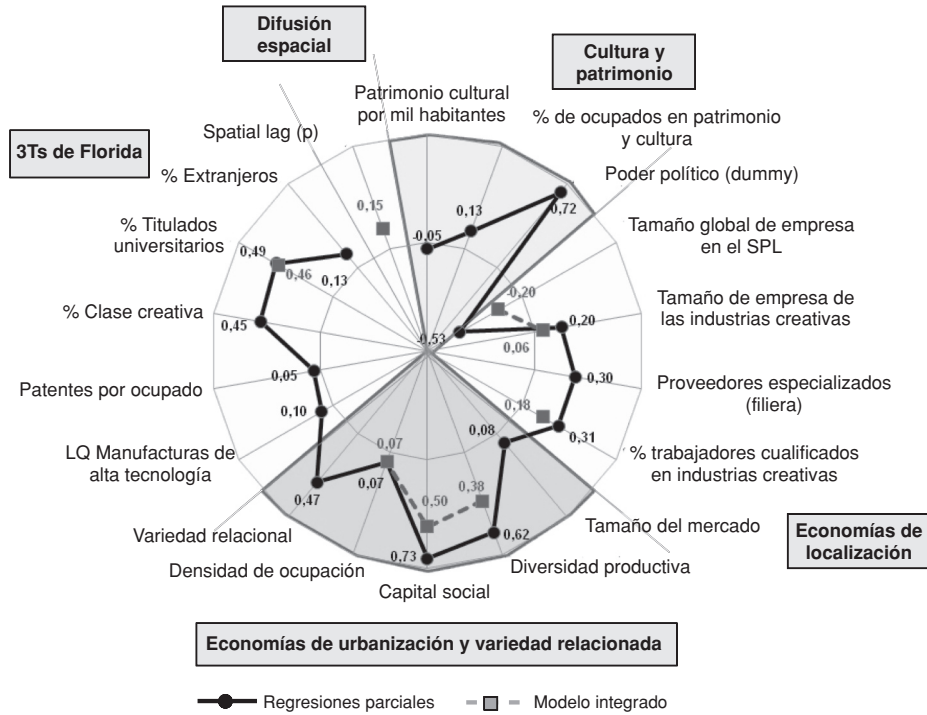 Difusión
espacial
Cultura y
patrimonio
Patrimonio cultural
por mil habitantes
% de ocupados en patrimonio
y cultura
Spatial lag (p)
3Ts de Florida
% Extranjeros
Poder político (dummy)
% Titulados
universitarios
Tamaño global de empresa
en el SPL
% Clase creativa
Tamaño de empresa de
las industrias creativas
Patentes por ocupado
Proveedores especializados
(filiera)
LQ Manufacturas de
alta tecnología
% trabajadores cualificados
en industrias creativas
Variedad relacional
Tamaño del mercado
Densidad de ocupación
Diversidad productiva
Capital social
Economías de
localización
0,15
0,13
0,72
-0,05
0,49
0,46
0,13
-0,20
0,45
-0,53
0,20
0,06
0,05
0,30
0,10
0,18
0,31
0,08
0,07
0,07
0,47
0,38
0,50
0,62
0,73
Economías de urbanización y variedad relacionada
Regresiones parciales
Modelo integrado